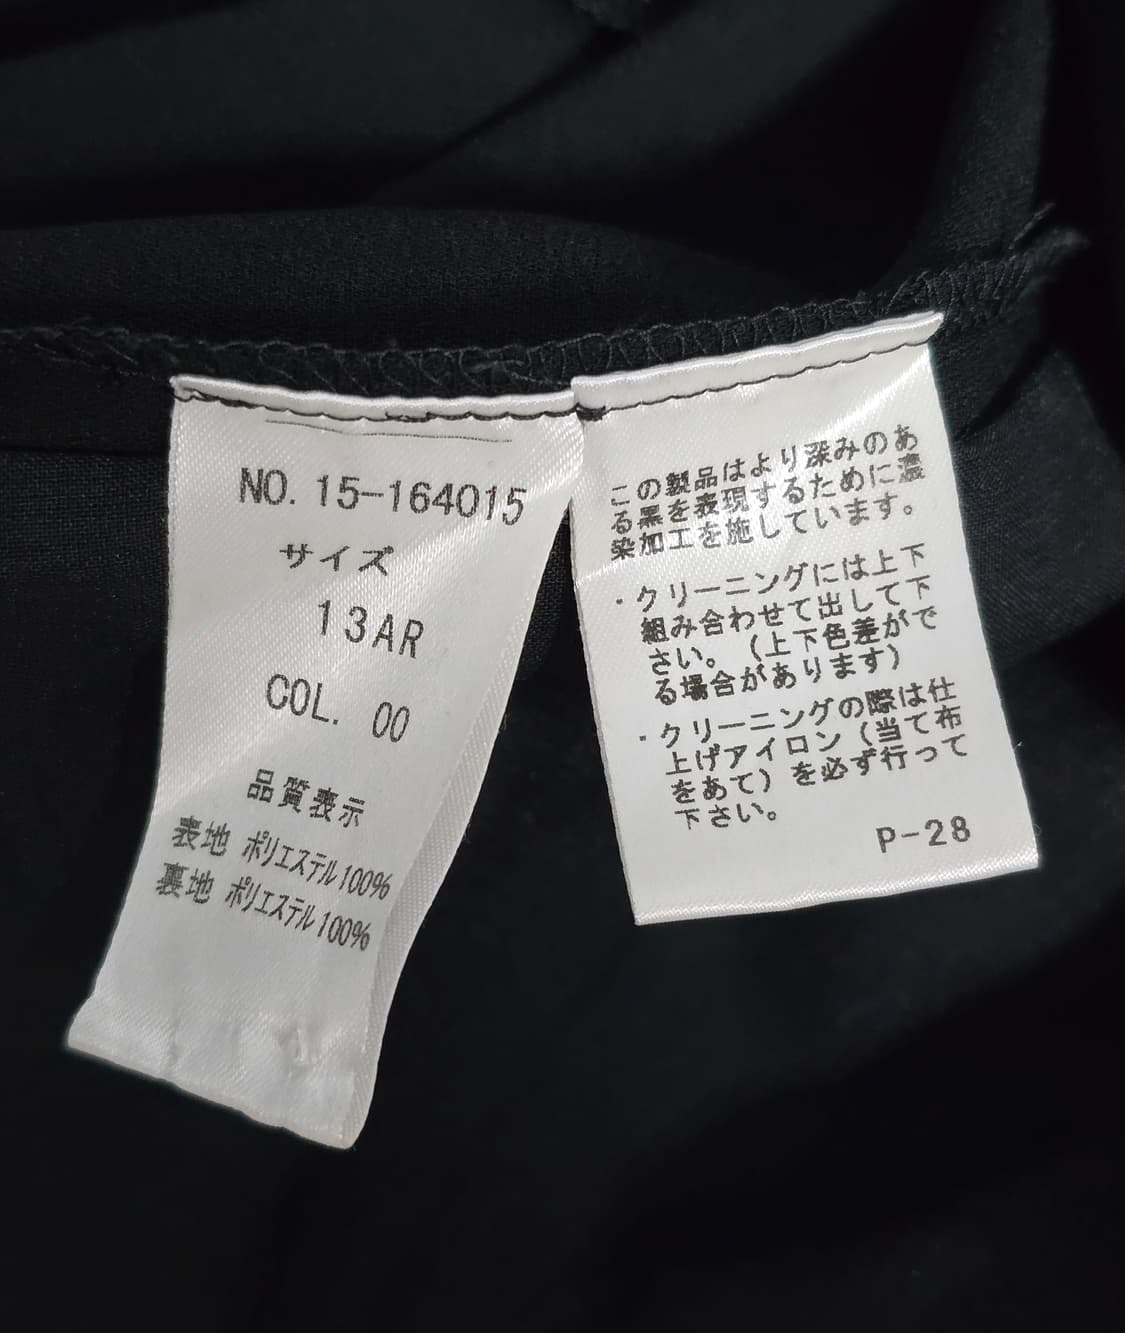 NO. 15-164015
サイズ
13AR
COL. 00
品質表示
表地 ポリエステル100%
裏地 ポリエステル100%
この製品はより深みのあ
る黒を表現するために濃
染加工を施しています。
・クリーニングには上下
組み合わせて出して下
さい。（上下色差がで
る場合があります）
・クリーニングの際は仕
上げアイロン（当て布
をあて）を必ず行って
下さい。
P-28